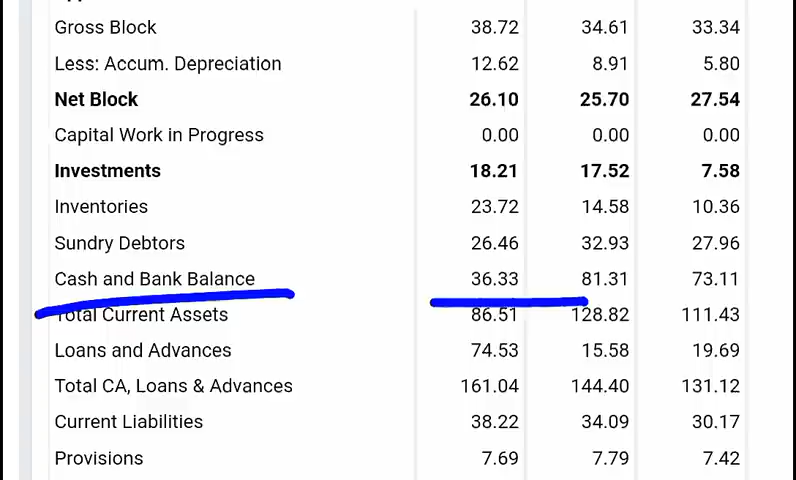 Gross Block 38.72 34.61 33.34
Less: Accum. Depreciation 12.62 8.91 5.80
Net Block 26.10 25.70 27.54
Capital Work in Progress 0.00 0.00 0.00
Investments 18.21 17.52 7.58
Inventories 23.72 14.58 10.36
Sundry Debtors 26.46 32.93 27.96
Cash and Bank Balance 36.33 81.31 73.11
Total Current Assets 86.51 128.82 111.43
Loans and Advances 74.53 15.58 19.69
Total CA, Loans & Advances 161.04 144.40 131.12
Current Liabilities 38.22 34.09 30.17
Provisions 7.69 7.79 7.42